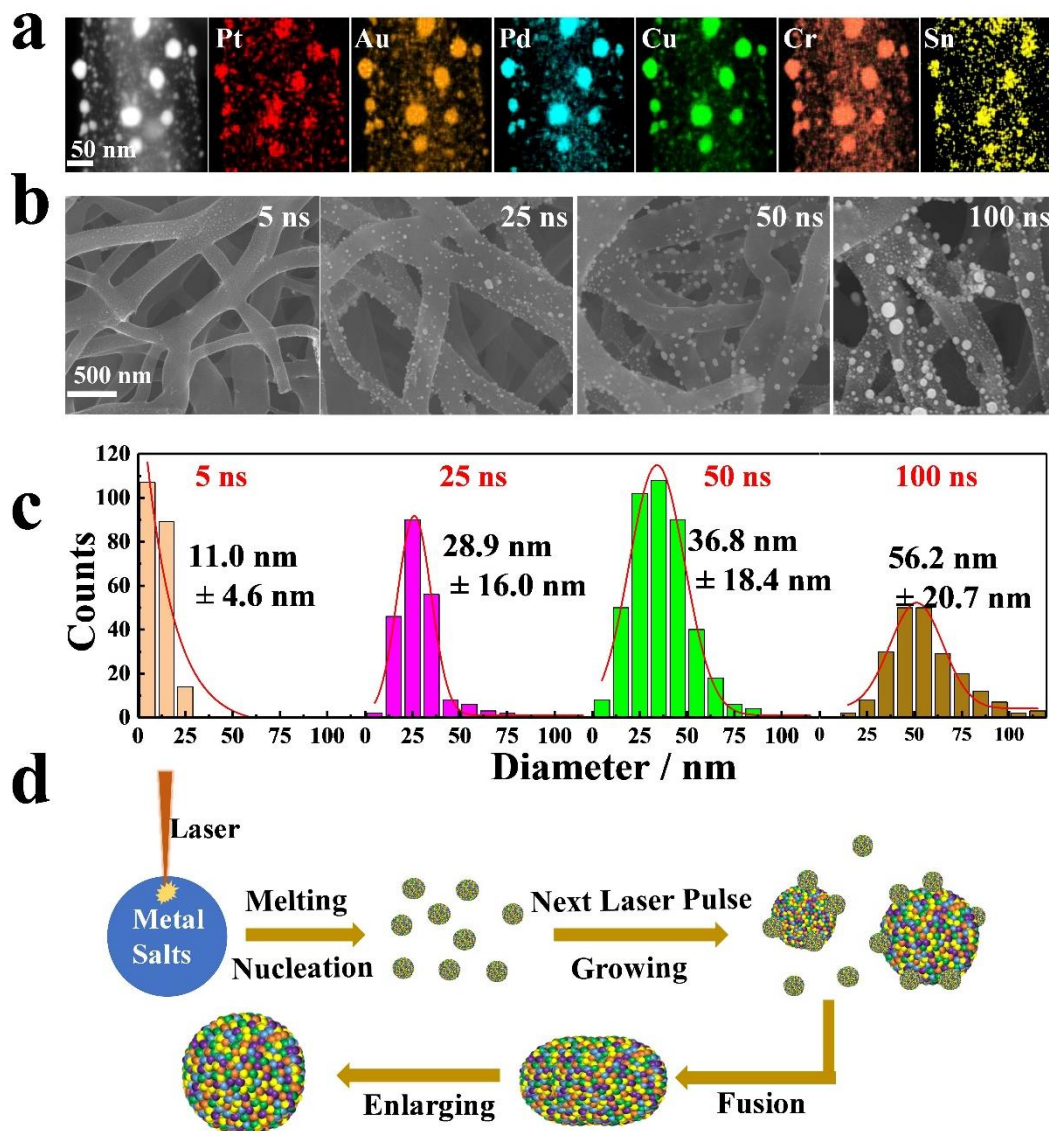 a
Pt
Au
Pd
Cu
Cr
Sn
50 nm
b
5 ns
25 ns
50 ns
100 ns
500 nm
c
Counts
120
100
80
60
40
20
0
5 ns
25 ns
50 ns
100 ns
11.0 nm
± 4.6 nm
28.9 nm
± 16.0 nm
36.8 nm
± 18.4 nm
56.2 nm
± 20.7 nm
0 25 50 75 100 0 25 50 75 100 0 25 50 75 100 0 25 50 75 100
Diameter / nm
d
Laser
Metal
Salts
Melting
Nucleation
Next Laser Pulse
Growing
Fusion
Enlarging